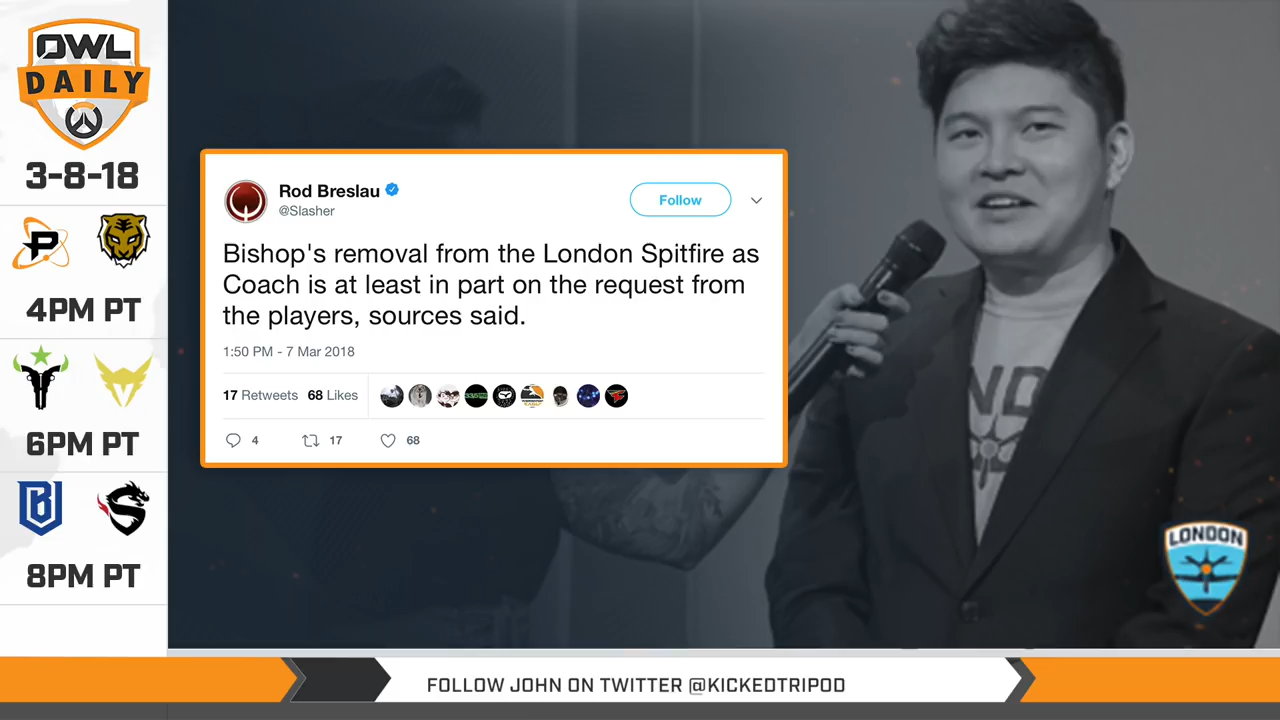 OWL
DAILY
3-8-18
4PM PT
6PM PT
8PM PT
Rod Breslau
@Slasher
Follow
Bishop's removal from the London Spitfire as
Coach is at least in part on the request from
the players, sources said.
1:50 PM - 7 Mar 2018
17 Retweets 68 Likes
4 17 68
ND
LONDON
FOLLOW JOHN ON TWITTER @KICKEDTRIPOD